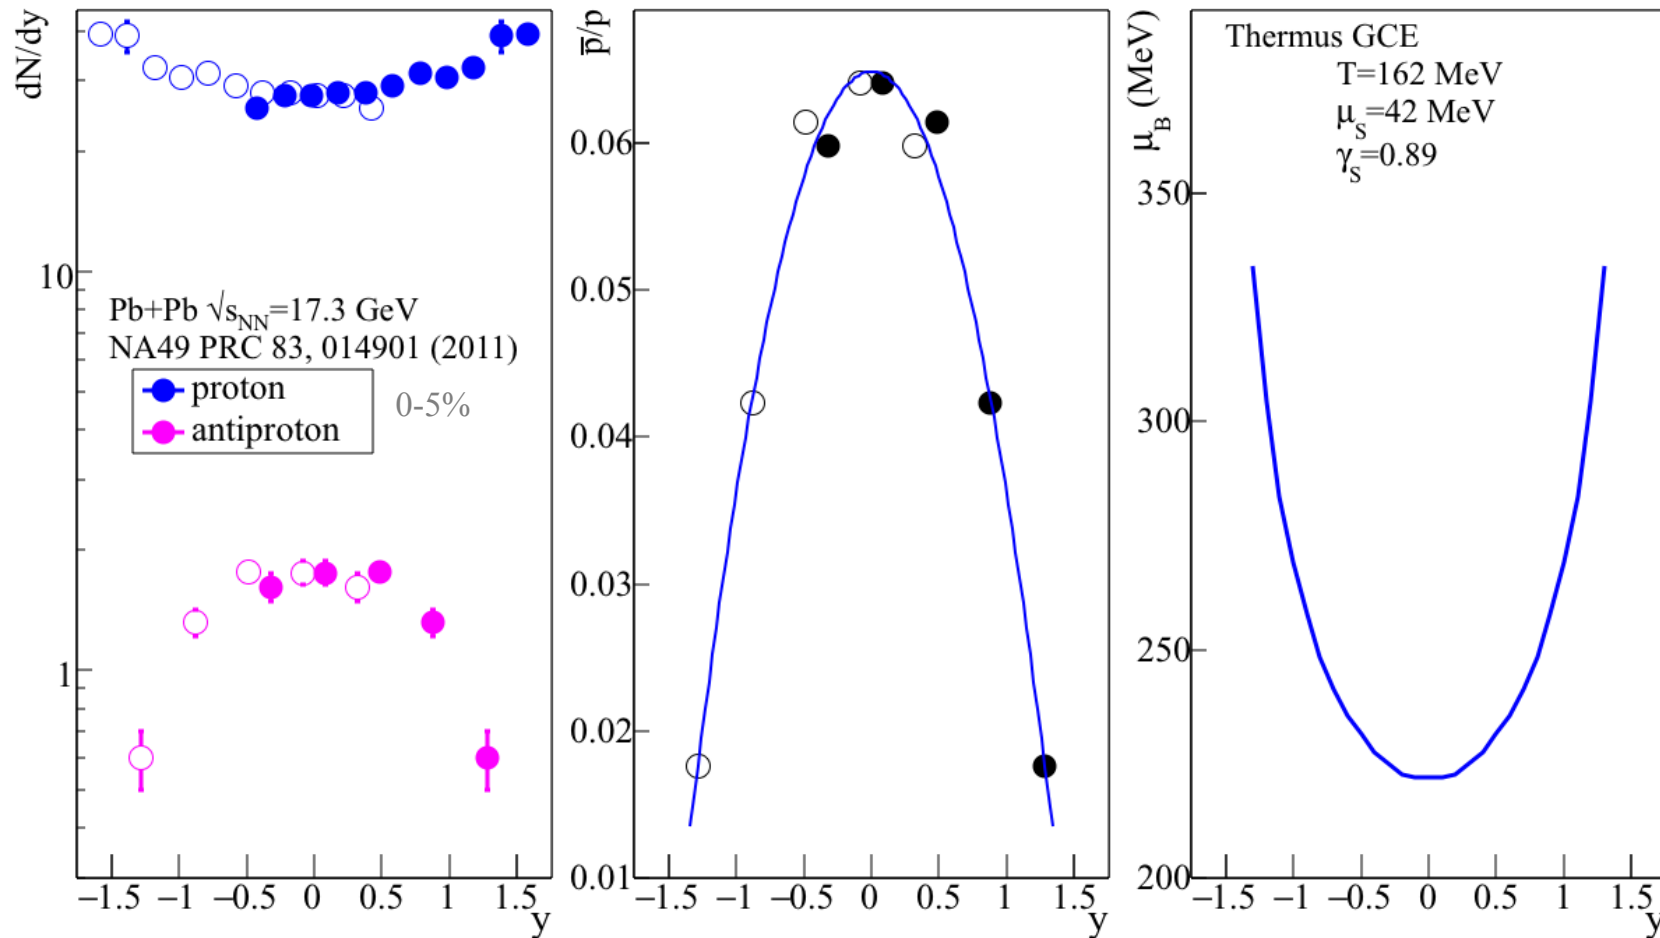 dN/dy
10
1
Pb+Pb √sNN=17.3 GeV
NA49 PRC 83, 014901 (2011)
proton
antiproton
0-5%
−1.5 −1 −0.5 0 0.5 1 1.5
y
p̅/p
0.06
0.05
0.04
0.03
0.02
0.01
−1.5 −1 −0.5 0 0.5 1 1.5
y
μB (MeV)
Thermus GCE
T=162 MeV
μS=42 MeV
γS=0.89
350
300
250
200
−1.5 −1 −0.5 0 0.5 1 1.5
y